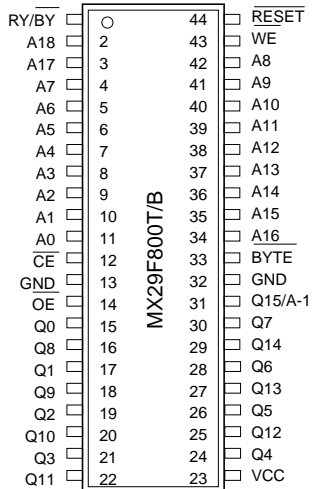 RY/BY 44 RESET
A18 2 43 WE
A17 3 42 A8
A7 4 41 A9
A6 5 40 A10
A5 6 39 A11
A4 7 38 A12
A3 8 37 A13
A2 9 36 A14
A1 10 35 A15
A0 11 34 A16
CE 12 33 BYTE
GND 13 32 GND
OE 14 31 Q15/A-1
Q0 15 30 Q7
Q8 16 29 Q14
Q1 17 28 Q6
Q9 18 27 Q13
Q2 19 26 Q5
Q10 20 25 Q12
Q3 21 24 Q4
Q11 22 23 VCC
MX29F800T/B